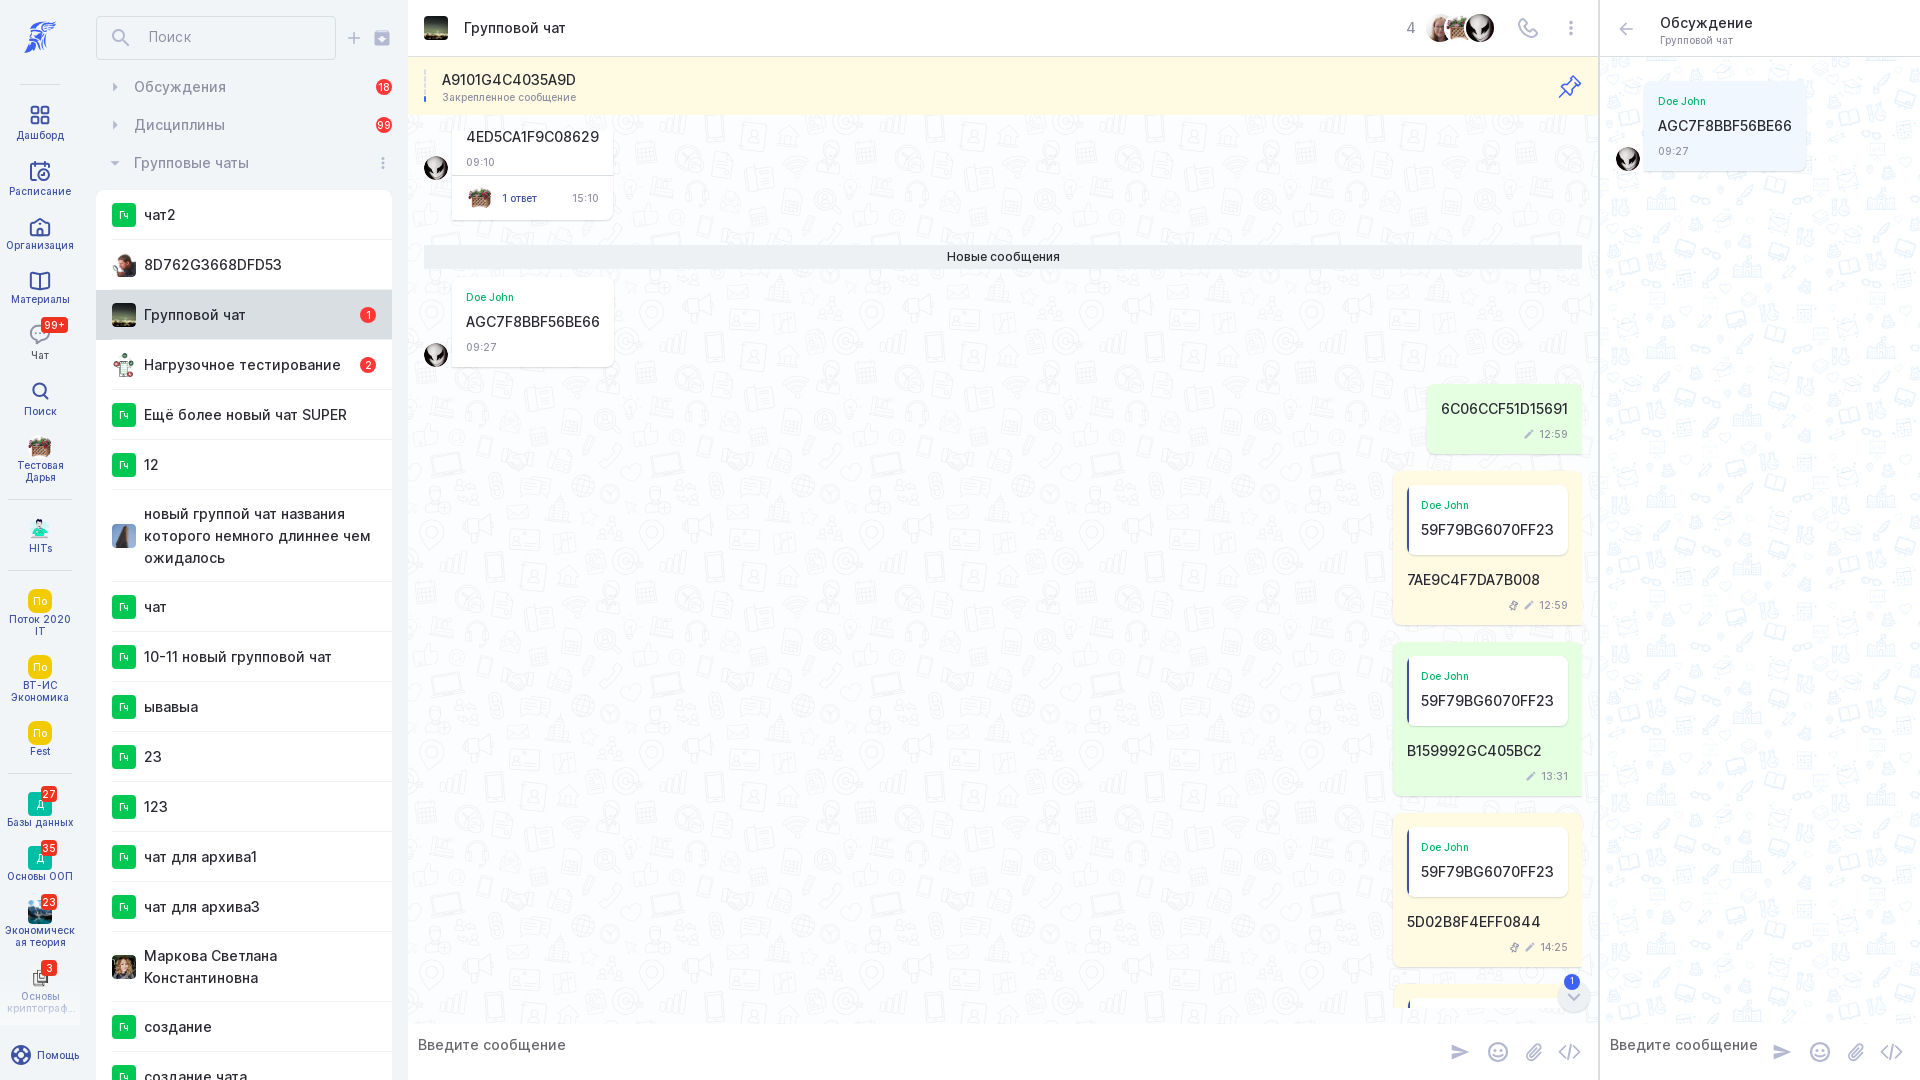 Дашборд
Расписание
Организация
Материалы
99+
Чат
Поиск
Тестовая
Дарья
HITs
По
Поток 2020
IT
По
ВТ-ИС
Экономика
По
Fest
27
Д
Базы данных
35
Д
Основы ООП
23
Экономическ
ая теория
3
Основы
криптограф...
Помощь
Поиск
Обсуждения
18
Дисциплины
99
Групповые чаты
Гч
чат2
8D762G3668DFD53
Групповой чат
1
Нагрузочное тестирование
2
Гч
Ещё более новый чат SUPER
Гч
12
новый группой чат названия
которого немного длиннее чем
ожидалось
Гч
чат
Гч
10-11 новый групповой чат
Гч
ывавыа
Гч
23
Гч
123
Гч
чат для архива1
Гч
чат для архива3
Маркова Светлана
Константиновна
Гч
создание
Гч
создание чата
Групповой чат
4
A9101G4C4035A9D
Закрепленное сообщение
4ED5CA1F9C08629
09:10
1 ответ
15:10
Новые сообщения
Doe John
AGC7F8BBF56BE66
09:27
6C06CCF51D15691
12:59
Doe John
59F79BG6070FF23
7AE9C4F7DA7B008
12:59
Doe John
59F79BG6070FF23
B159992GC405BC2
13:31
Doe John
59F79BG6070FF23
5D02B8F4EFF0844
14:25
1
Введите сообщение
Обсуждение
Групповой чат
Doe John
AGC7F8BBF56BE66
09:27
Введите сообщение